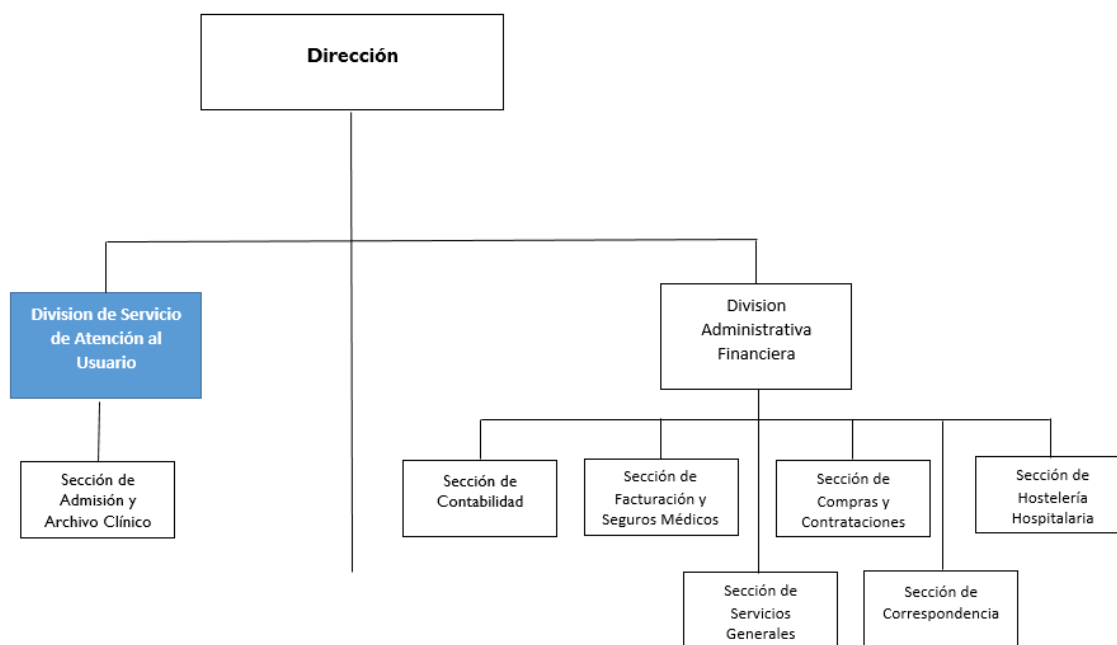 Dirección
Division de Servicio
de Atención al
Usuario
Division
Administrativa
Financiera
Sección de
Admisión y
Archivo Clínico
Sección de
Contabilidad
Sección de
Facturación y
Seguros Médicos
Sección de
Compras y
Contrataciones
Sección de
Hostelería
Hospitalaria
Sección de
Servicios
Generales
Sección de
Correspondencia